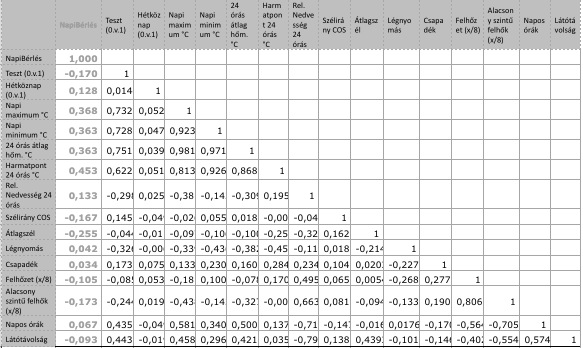 NapiBérlés Teszt (0.v.1) Hétköz nap (0.v.1) Napi maxim um °C Napi minim um °C 24 órás átlag hőm. °C Harm atpon t 24 órás °C Rel. Nedve sség 24 órás Széliráiny COS Átlagsz él Légnyo más Csapa dék Felhőz et (x/8) Alacson y szintű felhők (x/8) Napos órák Látótá volság
NapiBérlés 1,000
Teszt (0.v.1) -0,170 1
Hétköznap (0.v.1) 0,128 0,014 1
Napi maximum °C 0,368 0,732 0,052 1
Napi minimum °C 0,363 0,728 0,047 0,923 1
24 órás átlag hőm. °C 0,363 0,751 0,039 0,981 0,971 1
Harmatpont 24 órás °C 0,453 0,622 0,051 0,813 0,926 0,868 1
Rel. Nedvesség 24 órás 0,133 -0,298 0,025 -0,38 -0,14 -0,309 0,195 1
Szélirány COS -0,167 0,145 -0,04 -0,02 0,055 0,018 -0,00 -0,04 1
Átlagszél -0,255 -0,04 -0,01 -0,09 -0,10 -0,10 -0,25 -0,32 0,162 1
Légnyomás 0,042 -0,32 -0,00 -0,33 -0,43 -0,38 -0,45 -0,11 0,018 -0,214 1
Csapadék 0,034 0,173 0,075 0,133 0,230 0,160 0,284 0,234 0,104 0,020 -0,227 1
Felhőzet (x/8) -0,105 -0,08 0,053 -0,18 0,100 -0,07 0,170 0,495 0,065 0,005 -0,268 0,277 1
Alacsony szintű felhők (x/8) -0,173 -0,244 0,019 -0,43 -0,14 -0,32 -0,00 0,663 0,081 -0,094 -0,133 0,190 0,806 1
Napos órák 0,067 0,435 -0,04 0,581 0,340 0,500 0,137 -0,71 -0,14 -0,016 0,0176 -0,170 -0,564 -0,705 1
Látótávolság -0,093 0,443 -0,01 0,458 0,296 0,421 0,035 -0,79 0,138 0,439 -0,101 -0,146 -0,402 -0,554 0,574 1